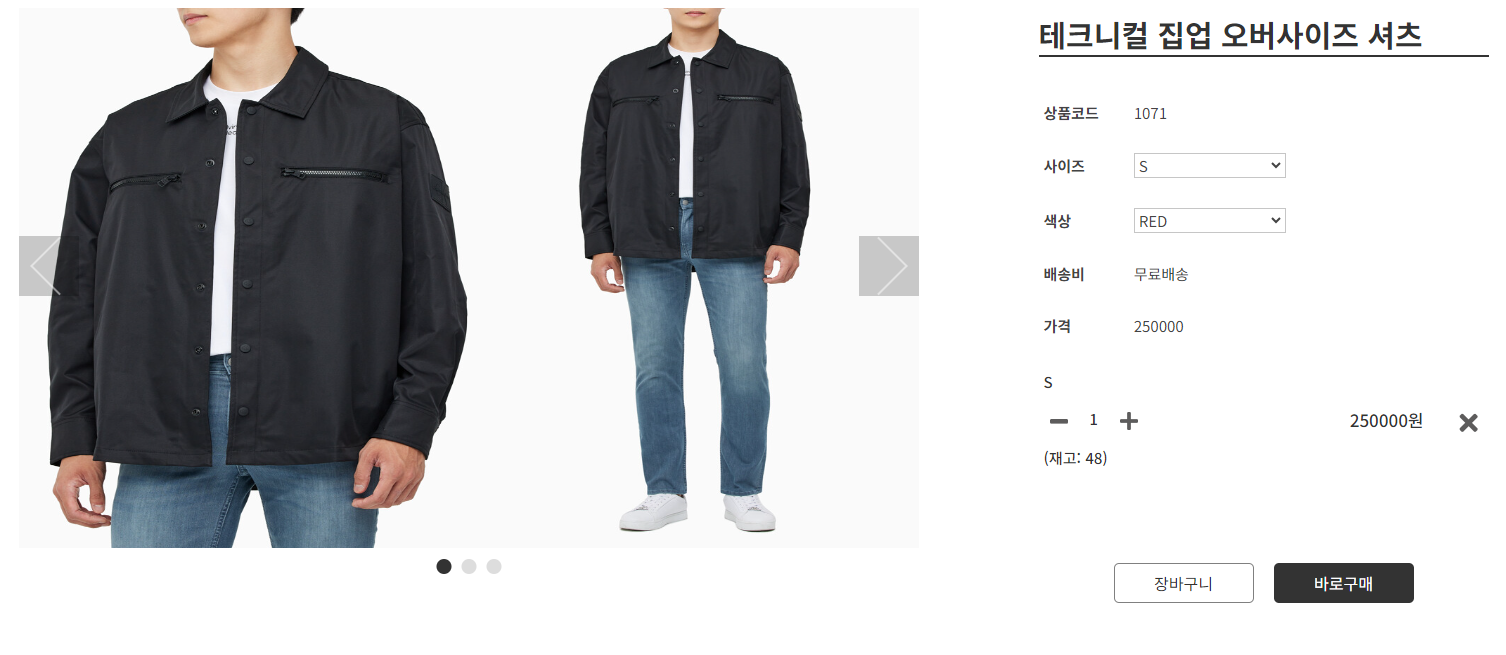 테크니컬 집업 오버사이즈 셔츠
상품코드 1071
사이즈 S
색상 RED
배송비 무료배송
가격 250000
S
1 250000원
(재고: 48)
장바구니 바로구매